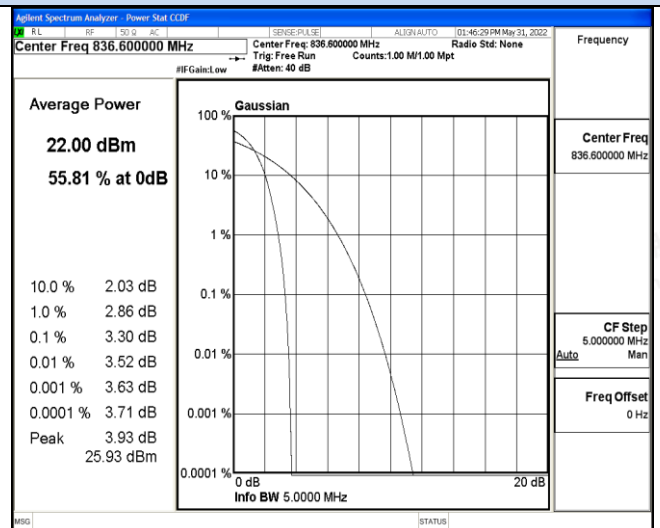 Agilent Spectrum Analyzer - Power Stat CCDF
RL RF 50 Ω AC SENSE:PULSE ALIGN AUTO 01:46:29 PM May 31, 2022
Center Freq 836.600000 MHz
Center Freq: 836.600000 MHz Radio Std: None
Trig: Free Run Counts:1.00 M/1.00 Mpt
#IFGain:Low #Atten: 40 dB
Frequency
Average Power
22.00 dBm
55.81 % at 0dB
10.0 % 2.03 dB
1.0 % 2.86 dB
0.1 % 3.30 dB
0.01 % 3.52 dB
0.001 % 3.63 dB
0.0001 % 3.71 dB
Peak 3.93 dB
25.93 dBm
Gaussian
100 %
10 %
1 %
0.1 %
0.01 %
0.001 %
0.0001 %
0 dB 20 dB
Info BW 5.0000 MHz
Center Freq
836.600000 MHz
CF Step
5.000000 MHz
Auto Man
Freq Offset
0 Hz
MSG STATUS